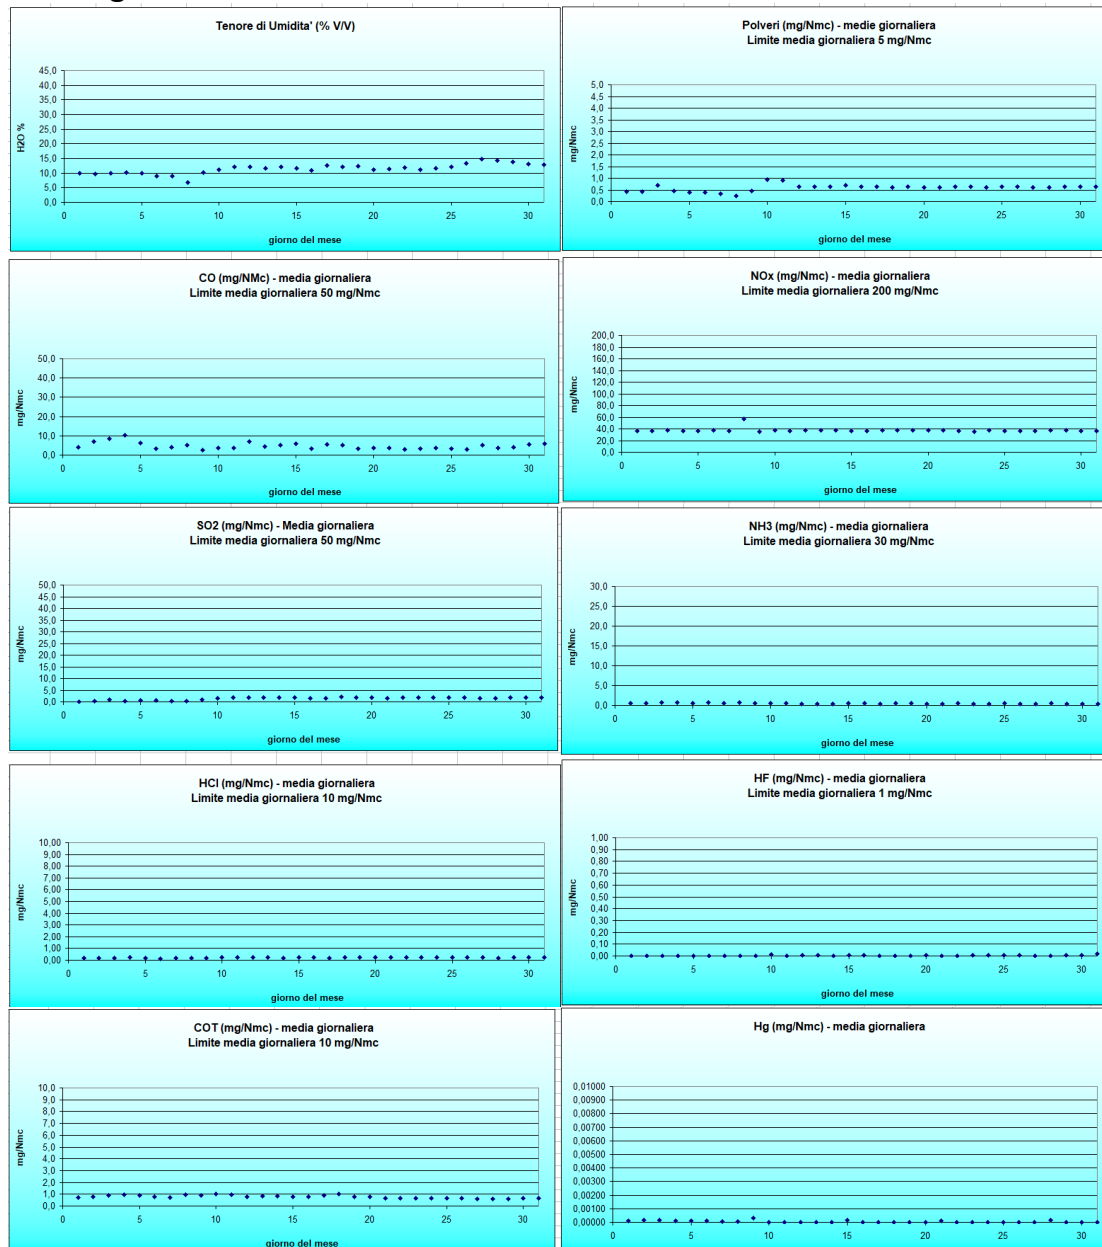 Tenore di Umidita' (% V/V)
45,0
40,0
35,0
30,0
25,0
20,0
15,0
10,0
5,0
0,0
H2O %
0 5 10 15 20 25 30
giorno del mese
Polveri (mg/Nmc) - medie giornaliera
Limite media giornaliera 5 mg/Nmc
5,0
4,5
4,0
3,5
3,0
2,5
2,0
1,5
1,0
0,5
0,0
mg/Nmc
0 5 10 15 20 25 30
giorno del mese
CO (mg/NMc) - media giornaliera
Limite media giornaliera 50 mg/Nmc
50,0
40,0
30,0
20,0
10,0
0,0
mg/Nmc
0 5 10 15 20 25 30
giorno del mese
NOx (mg/Nmc) - media giornaliera
Limite media giornaliera 200 mg/Nmc
200,0
180,0
160,0
140,0
120,0
100,0
80,0
60,0
40,0
20,0
0,0
mg/Nmc
0 5 10 15 20 25 30
giorno del mese
SO2 (mg/Nmc) - Media giornaliera
Limite media giornaliera 50 mg/Nmc
50,0
45,0
40,0
35,0
30,0
25,0
20,0
15,0
10,0
5,0
0,0
mg/Nmc
0 5 10 15 20 25 30
giorno del mese
NH3 (mg/Nmc) - media giornaliera
Limite media giornaliera 30 mg/Nmc
30,0
25,0
20,0
15,0
10,0
5,0
0,0
mg/Nmc
0 5 10 15 20 25 30
giorno del mese
HCl (mg/Nmc) - media giornaliera
Limite media giornaliera 10 mg/Nmc
10,00
9,00
8,00
7,00
6,00
5,00
4,00
3,00
2,00
1,00
0,00
mg/Nmc
0 5 10 15 20 25 30
giorno del mese
HF (mg/Nmc) - media giornaliera
Limite media giornaliera 1 mg/Nmc
1,00
0,90
0,80
0,70
0,60
0,50
0,40
0,30
0,20
0,10
0,00
mg/Nmc
0 5 10 15 20 25 30
giorno del mese
COT (mg/Nmc) - media giornaliera
Limite media giornaliera 10 mg/Nmc
10,0
9,0
8,0
7,0
6,0
5,0
4,0
3,0
2,0
1,0
0,0
mg/Nmc
0 5 10 15 20 25 30
giorno del mese
Hg (mg/Nmc) - media giornaliera
0,01000
0,00900
0,00800
0,00700
0,00600
0,00500
0,00400
0,00300
0,00200
0,00100
0,00000
mg/Nmc
0 5 10 15 20 25 30